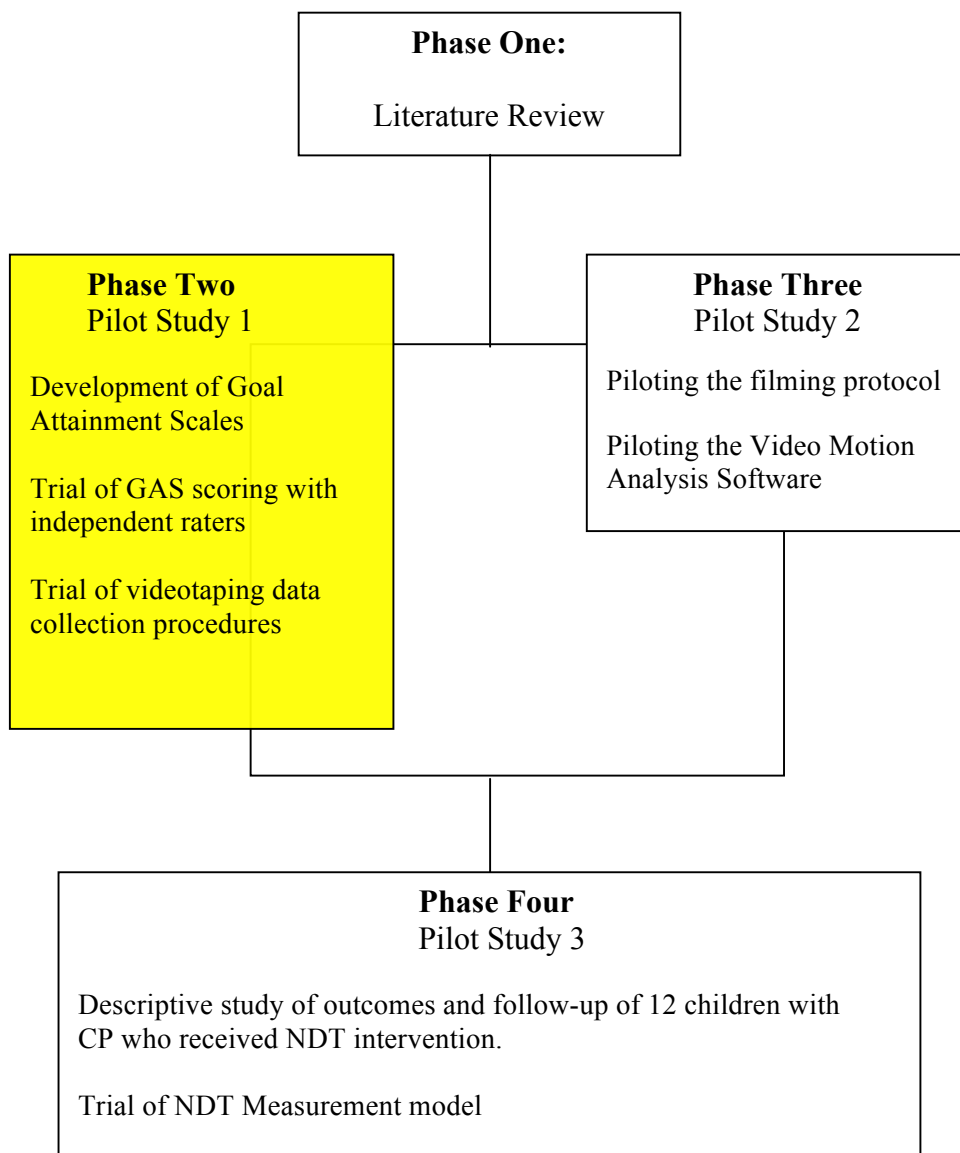 Phase One:
Literature Review
Phase Two
Pilot Study 1
Development of Goal
Attainment Scales
Trial of GAS scoring with
independent raters
Trial of videotaping data
collection procedures
Phase Three
Pilot Study 2
Piloting the filming protocol
Piloting the Video Motion
Analysis Software
Phase Four
Pilot Study 3
Descriptive study of outcomes and follow-up of 12 children with
CP who received NDT intervention.
Trial of NDT Measurement model